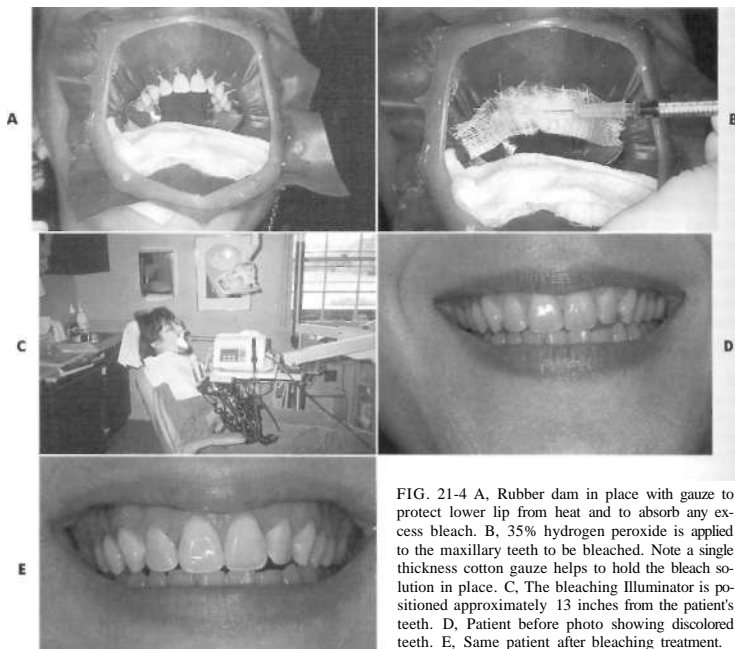 A
B
C
D
E
FIG. 21-4 A, Rubber dam in place with gauze to
protect lower lip from heat and to absorb any ex-
cess bleach. B, 35% hydrogen peroxide is applied
to the maxillary teeth to be bleached. Note a single
thickness cotton gauze helps to hold the bleach so-
lution in place. C, The bleaching Illuminator is po-
sitioned approximately 13 inches from the patient's
teeth. D, Patient before photo showing discolored
teeth. E, Same patient after bleaching treatment.